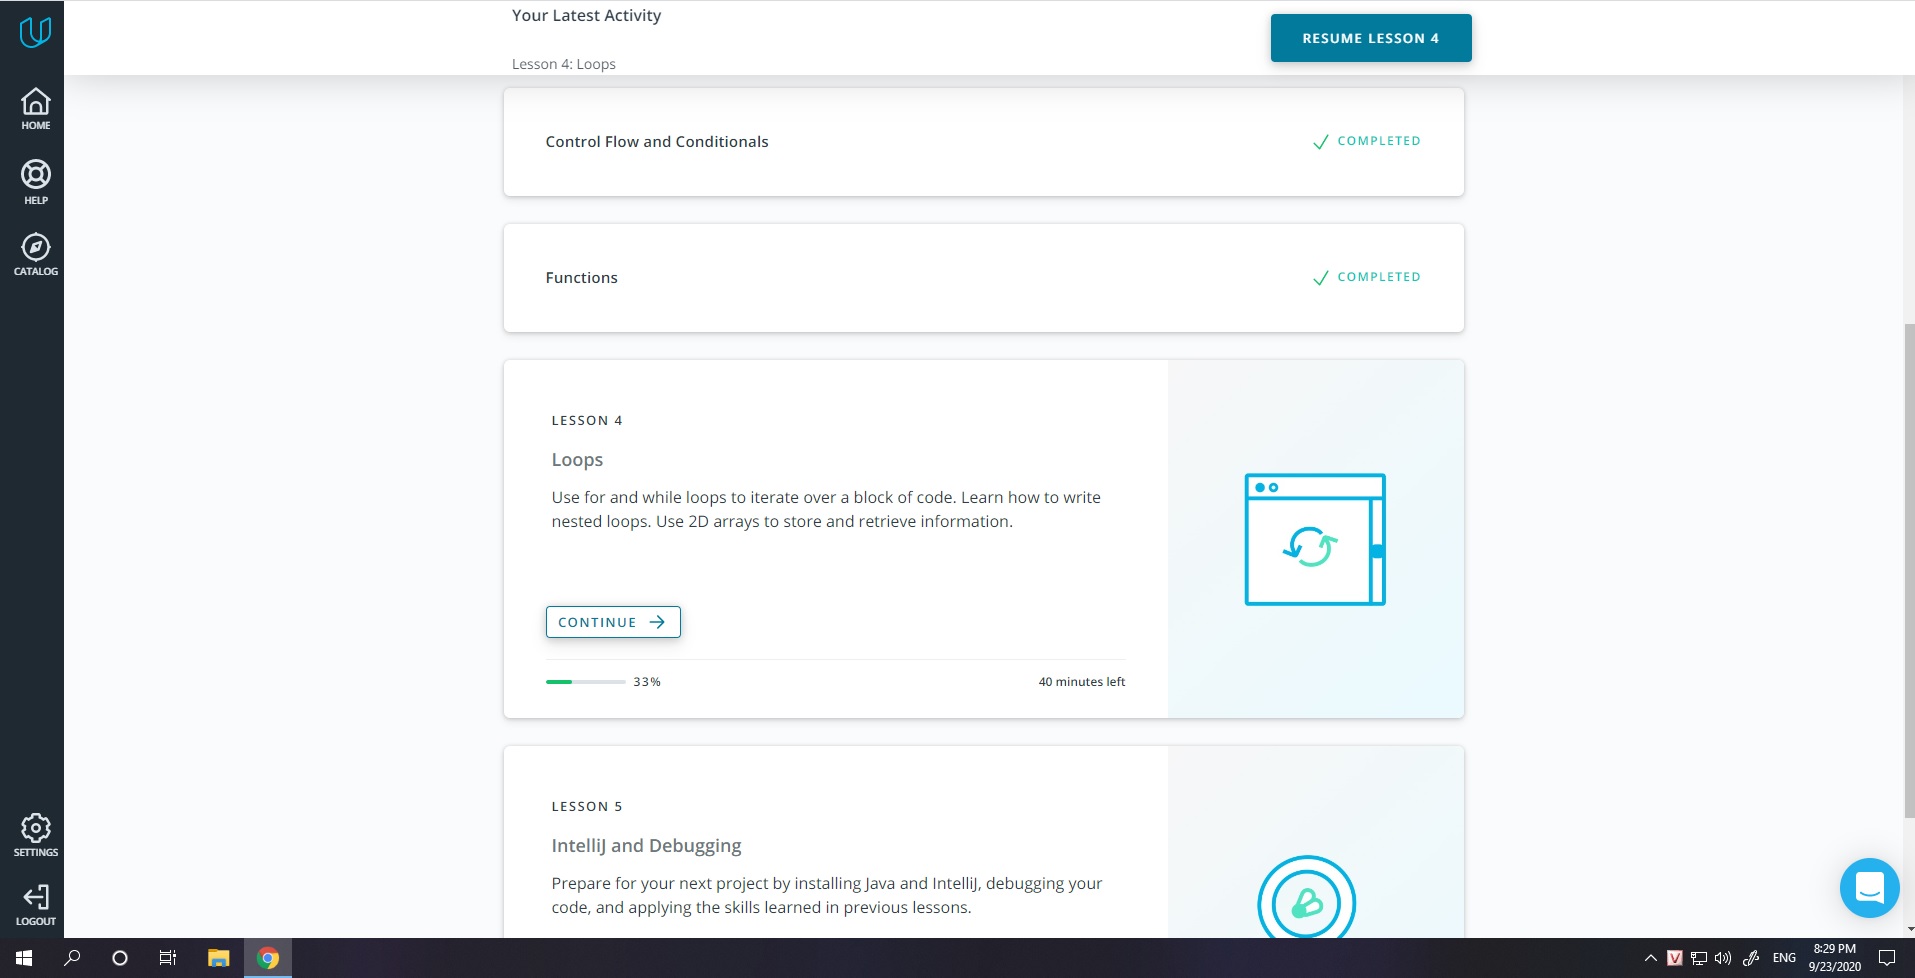 Your Latest Activity
RESUME LESSON 4
Lesson 4: Loops
HOME
HELP
CATALOG
Control Flow and Conditionals
COMPLETED
Functions
COMPLETED
LESSON 4
Loops
Use for and while loops to iterate over a block of code. Learn how to write
nested loops. Use 2D arrays to store and retrieve information.
CONTINUE
33%
40 minutes left
LESSON 5
IntelliJ and Debugging
Prepare for your next project by installing Java and IntelliJ, debugging your
code, and applying the skills learned in previous lessons.
SETTINGS
LOGOUT
V
ENG
8:29 PM
9/23/2020